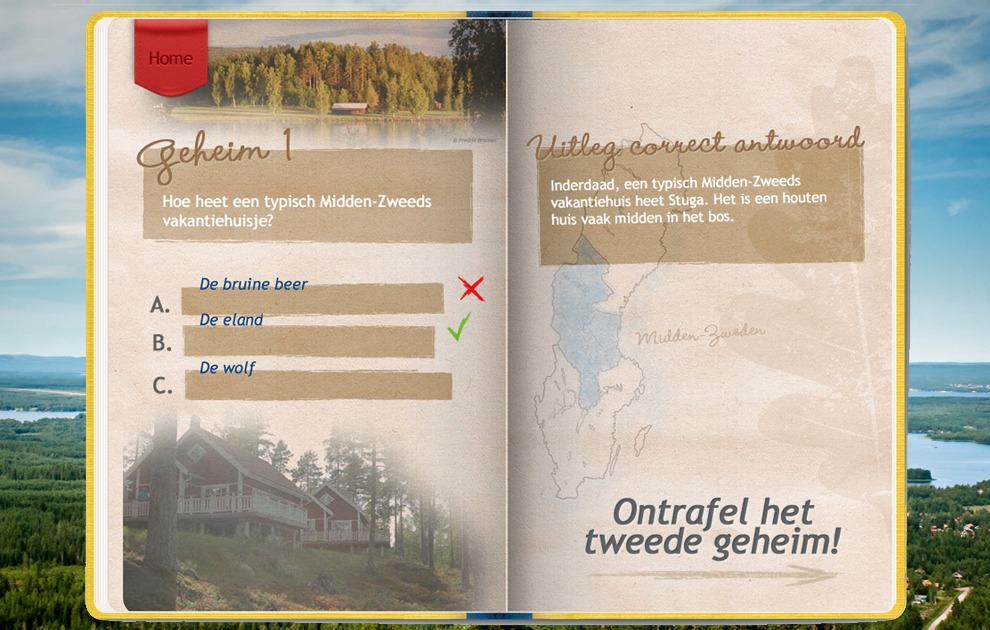 Home
© Fredrik Broman
Geheim 1
Hoe heet een typisch Midden-Zweeds
vakantiehuisje?
De bruine beer
A.
De eland
B.
De wolf
C.
Uitleg correct antwoord
Inderdaad, een typisch Midden-Zweeds
vakantiehuis heet Stuga. Het is een houten
huis vaak midden in het bos.
Midden-Zweden
Ontrafel het
tweede geheim!